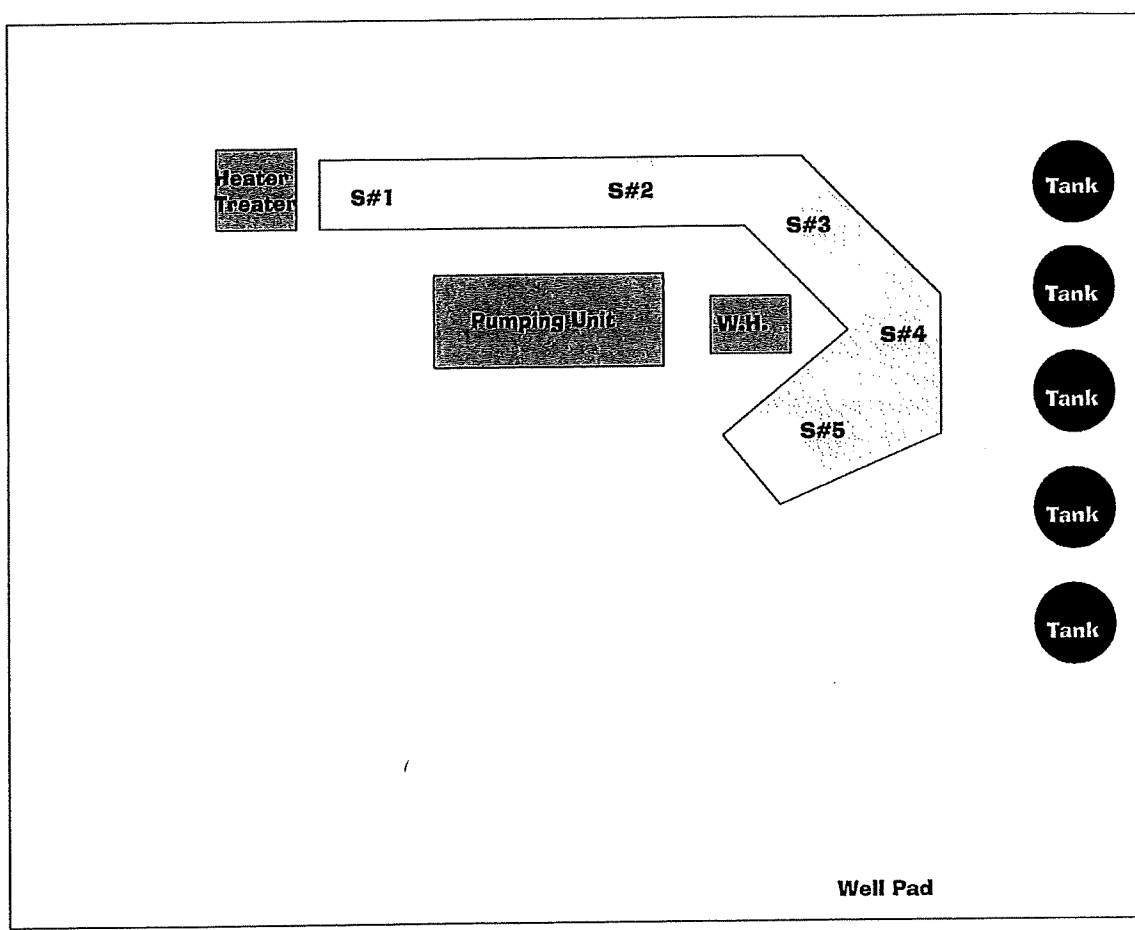 Heater
Treater
S#1
S#2
S#3
Tank
Tank
Pumping Unit
W.H.
S#4
Tank
S#5
Tank
Tank
Well Pad